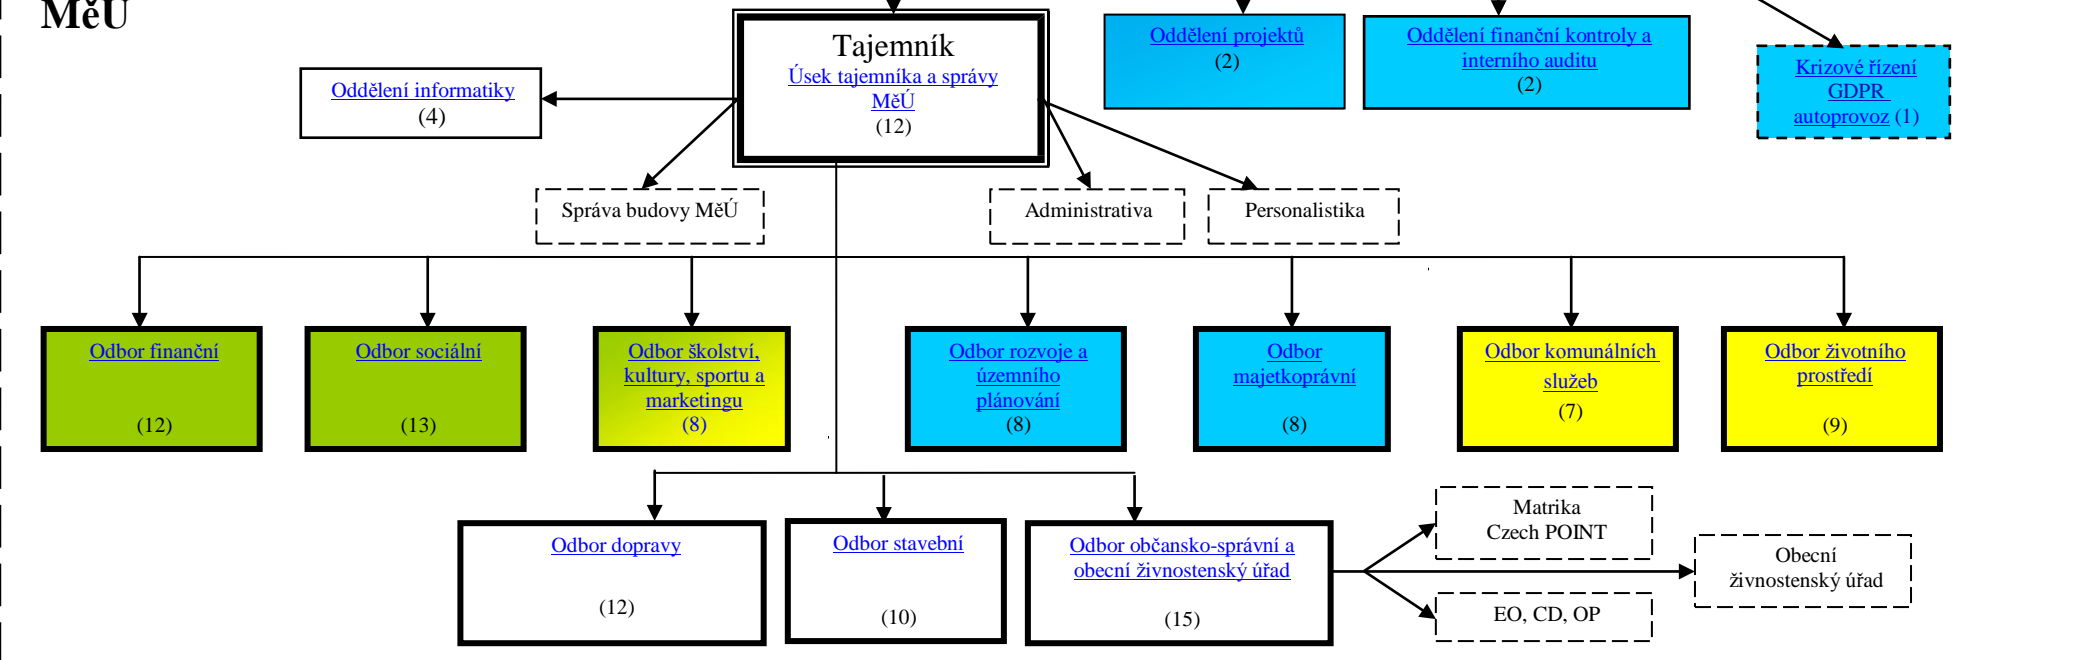 MěÚ
Tajemník
Úsek tajemníka a správy
MěÚ
(12)
Oddělení projektů
(2)
Oddělení finanční kontroly a
interního auditu
(2)
Krizové řízení
GDPR
autoprovoz (1)
Oddělení informatiky
(4)
Správa budovy MěÚ
Administrativa
Personalistika
Odbor finanční
(12)
Odbor sociální
(13)
Odbor školství,
kultury, sportu a
marketingu
(8)
Odbor rozvoje a
územního
plánování
(8)
Odbor
majetkoprávní
(8)
Odbor komunálních
služeb
(7)
Odbor životního
prostředí
(9)
Odbor dopravy
(12)
Odbor stavební
(10)
Odbor občansko-správní a
obecní živnostenský úřad
(15)
Matrika
Czech POINT
Obecní
živnostenský úřad
EO, CD, OP